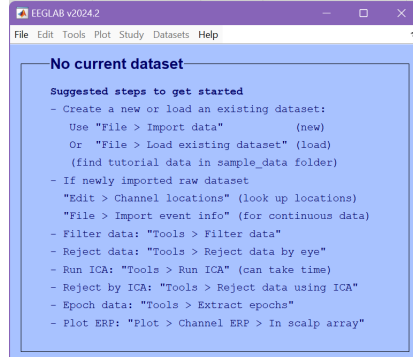 EEGLAB v2024.2
File Edit Tools Plot Study Datasets Help
No current dataset
Suggested steps to get started
- Create a new or load an existing dataset:
Use "File > Import data" (new)
Or "File > Load existing dataset" (load)
(find tutorial data in sample_data folder)
- If newly imported raw dataset
"Edit > Channel locations" (look up locations)
"File > Import event info" (for continuous data)
- Filter data: "Tools > Filter data"
- Reject data: "Tools > Reject data by eye"
- Run ICA: "Tools > Run ICA" (can take time)
- Reject by ICA: "Tools > Reject data using ICA"
- Epoch data: "Tools > Extract epochs"
- Plot ERP: "Plot > Channel ERP > In scalp array"